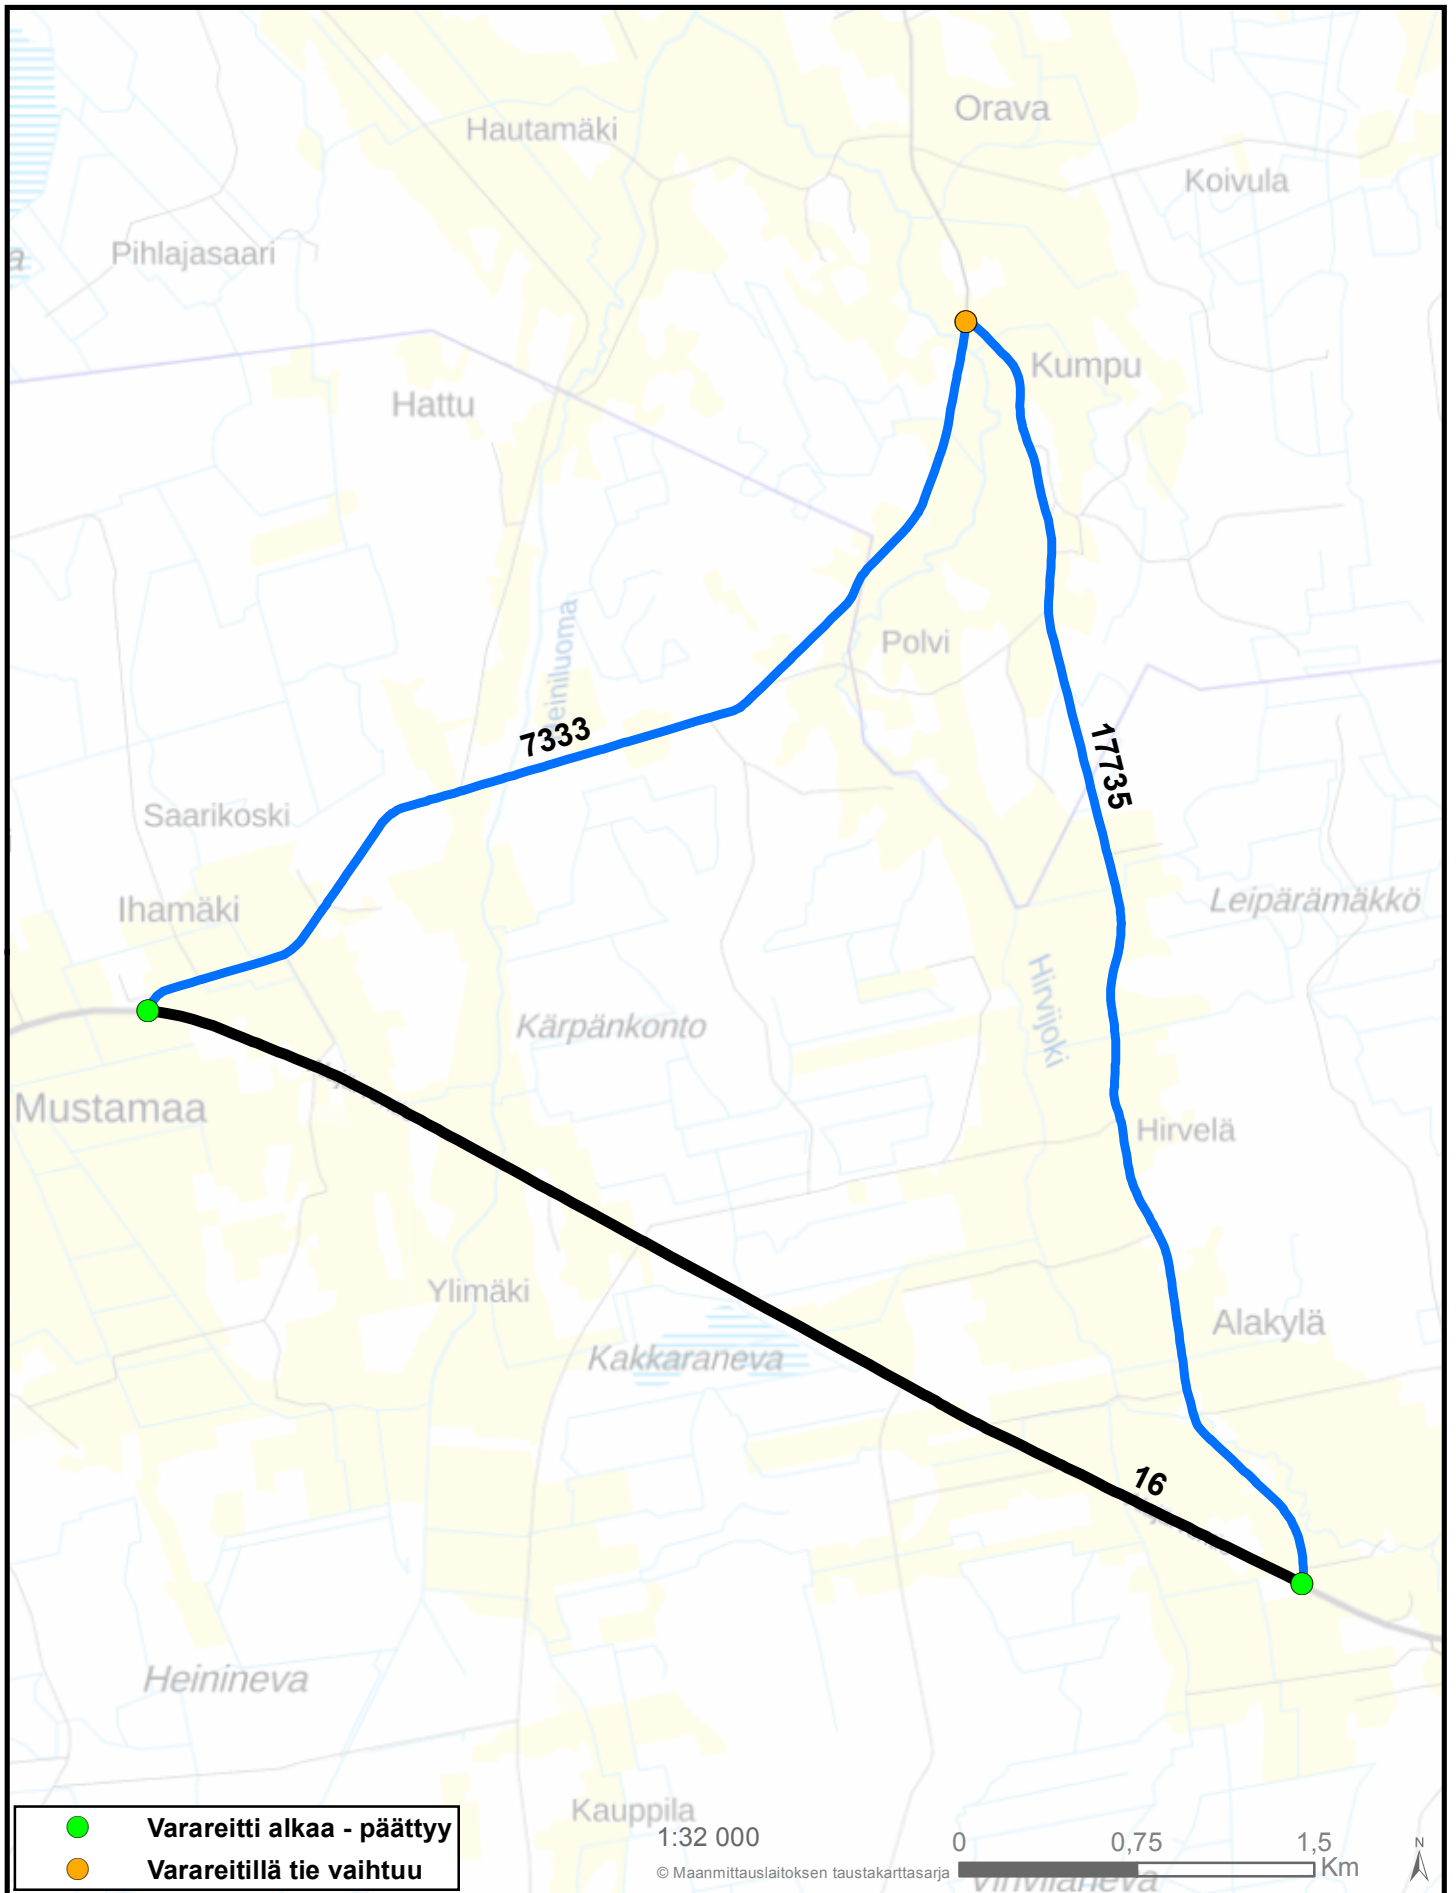 Orava
Hautamäki
Koivula
Pihlajasaari
a
Kumpu
Hattu
Polvi
einiluoma
7333
17735
Saarikoski
Leipärämäkkö
Ihamäki
Hirvijoki
Kärpänkonto
Mustamaa
Hirvelä
Ylimäki
Alakylä
Kakkaraneva
16
Heinineva
Kauppila
Varareitti alkaa - päättyy
Varareitillä tie vaihtuu
1:32 000
© Maanmittauslaitoksen taustakarttasarja
0 0,75 1,5
Km
N